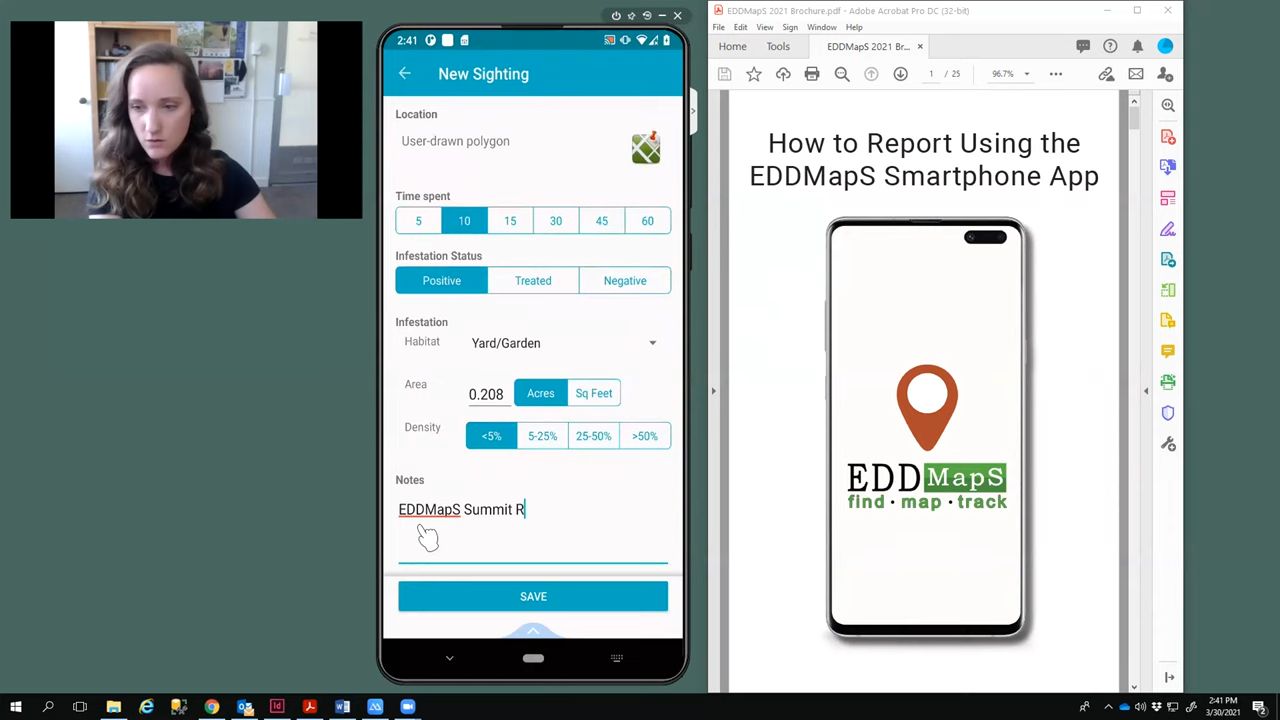 2:41
New Sighting
Location
User-drawn polygon
Time spent
5 10 15 30 45 60
Infestation Status
Positive Treated Negative
Infestation
Habitat Yard/Garden
Area 0.208 Acres Sq Feet
Density <5% 5-25% 25-50% >50%
Notes
EDDMapS Summit R
SAVE
EDDMapS 2021 Brochure.pdf - Adobe Acrobat Pro DC (32-bit)
File Edit View Sign Window Help
Home Tools EDDMapS 2021 Br...
1 / 25 96.7%
How to Report Using the
EDDMapS Smartphone App
EDDMapS
find · map · track
2:41 PM
3/30/2021
2